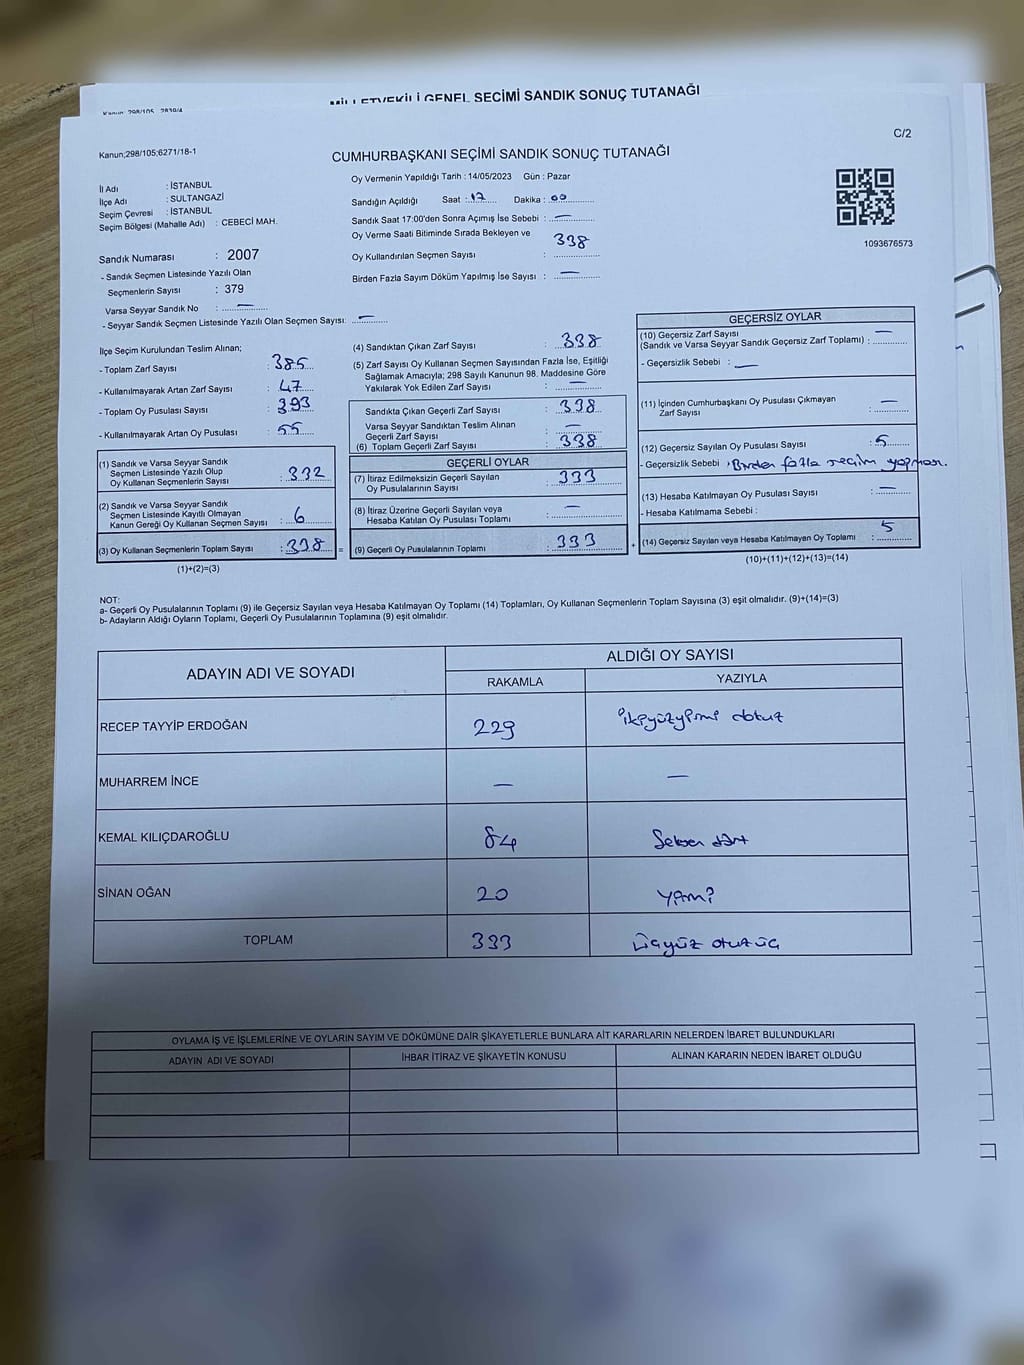 MİLLETVEKİLİ GENEL SEÇİMİ SANDIK SONUÇ TUTANAĞI
Kanun;298/105;6271/18-1
C/2
CUMHURBAŞKANI SEÇİMİ SANDIK SONUÇ TUTANAĞI
İl Adı : İSTANBUL
İlçe Adı : SULTANGAZİ
Seçim Çevresi : İSTANBUL
Seçim Bölgesi (Mahalle Adı) : CEBECİ MAH.
Oy Vermenin Yapıldığı Tarih : 14/05/2023 Gün : Pazar
Sandığın Açıldığı Saat : 17 Dakika : 00
Sandık Saat 17:00'den Sonra Açımış İse Sebebi : —
Oy Verme Saati Bitiminde Sırada Bekleyen ve
Oy Kullandırılan Seçmen Sayısı : 338
Birden Fazla Sayım Döküm Yapılmış İse Sayısı : —
1093676573
Sandık Numarası : 2007
- Sandık Seçmen Listesinde Yazılı Olan
Seçmenlerin Sayısı : 379
Varsa Seyyar Sandık No : —
- Seyyar Sandık Seçmen Listesinde Yazılı Olan Seçmen Sayısı: —
İlçe Seçim Kurulundan Teslim Alınan;
- Toplam Zarf Sayısı : 385
- Kullanılmayarak Artan Zarf Sayısı : 47
- Toplam Oy Pusulası Sayısı : 393
- Kullanılmayarak Artan Oy Pusulası : 55
(1) Sandık ve Varsa Seyyar Sandık
Seçmen Listesinde Yazılı Olup
Oy Kullanan Seçmenlerin Sayısı : 332
(2) Sandık ve Varsa Seyyar Sandık
Seçmen Listesinde Kayıtlı Olmayan
Kanun Gereği Oy Kullanan Seçmen Sayısı : 6
(3) Oy Kullanan Seçmenlerin Toplam Sayısı : 338 =
(1)+(2)=(3)
(4) Sandıktan Çıkan Zarf Sayısı : 338
(5) Zarf Sayısı Oy Kullanan Seçmen Sayısından Fazla İse, Eşitliği
Sağlamak Amacıyla; 298 Sayılı Kanunun 98. Maddesine Göre
Yakılarak Yok Edilen Zarf Sayısı : —
Sandıkta Çıkan Geçerli Zarf Sayısı : 338
Varsa Seyyar Sandıktan Teslim Alınan
Geçerli Zarf Sayısı : —
(6) Toplam Geçerli Zarf Sayısı : 338
GEÇERLİ OYLAR
(7) İtiraz Edilmeksizin Geçerli Sayılan
Oy Pusulalarının Sayısı : 333
(8) İtiraz Üzerine Geçerli Sayılan veya
Hesaba Katılan Oy Pusulası Toplamı : —
(9) Geçerli Oy Pusulalarının Toplamı : 333 +
GEÇERSİZ OYLAR
(10) Geçersiz Zarf Sayısı
(Sandık ve Varsa Seyyar Sandık Geçersiz Zarf Toplamı) : —
- Geçersizlik Sebebi : —
(11) İçinden Cumhurbaşkanı Oy Pusulası Çıkmayan
Zarf Sayısı : —
(12) Geçersiz Sayılan Oy Pusulası Sayısı : 5
- Geçersizlik Sebebi : Birden fazla seçim yapması.
(13) Hesaba Katılmayan Oy Pusulası Sayısı : —
- Hesaba Katılmama Sebebi :
(14) Geçersiz Sayılan veya Hesaba Katılmayan Oy Toplamı : 5
(10)+(11)+(12)+(13)=(14)
NOT:
a- Geçerli Oy Pusulalarının Toplamı (9) ile Geçersiz Sayılan veya Hesaba Katılmayan Oy Toplamı (14) Toplamları, Oy Kullanan Seçmenlerin Toplam Sayısına (3) eşit olmalıdır. (9)+(14)=(3)
b- Adayların Aldığı Oyların Toplamı, Geçerli Oy Pusulalarının Toplamına (9) eşit olmalıdır.
ADAYIN ADI VE SOYADI
ALDIĞI OY SAYISI
RAKAMLA YAZIYLA
RECEP TAYYİP ERDOĞAN 229 ikiyüzyirmi dokuz
MUHARREM İNCE — —
KEMAL KILIÇDAROĞLU 84 Seksen dört
SİNAN OĞAN 20 yirmi
TOPLAM 333 Üçyüz otuz üç
OYLAMA İŞ VE İŞLEMLERİNE VE OYLARIN SAYIM VE DÖKÜMÜNE DAİR ŞİKAYETLERLE BUNLARA AİT KARARLARIN NELERDEN İBARET BULUNDUKLARI
ADAYIN ADI VE SOYADI İHBAR İTİRAZ VE ŞİKAYETİN KONUSU ALINAN KARARIN NEDEN İBARET OLDUĞU